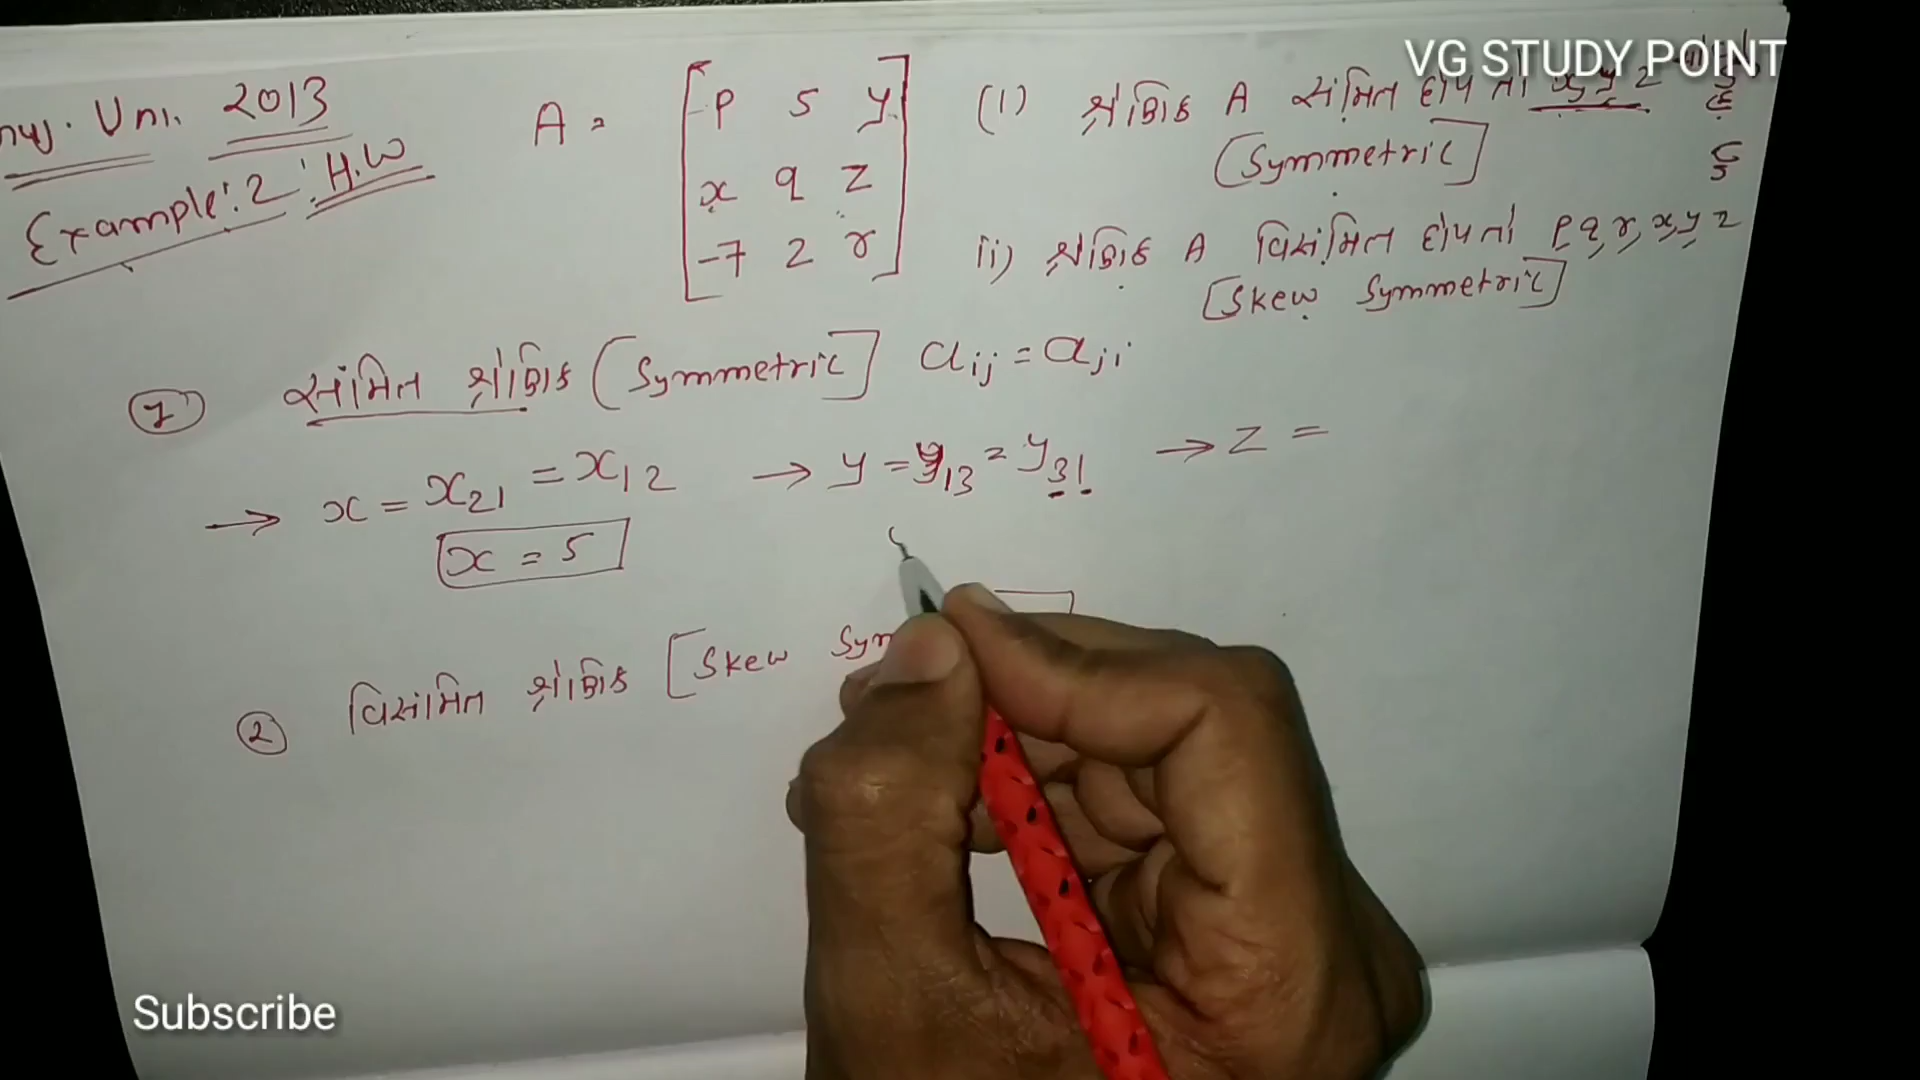 VG STUDY POINT
Uni. 2013
Example: 2 : H.W
A = [ p 5 y
x q z
-7 2 r ]
(i) શ્રેણિક A સંમિત હોય તો x y z
[Symmetric]
ii) શ્રેણિક A વિસંમિત હોય તો p, q, r, x, y z
[Skew Symmetric]
1 સંમિત શ્રેણિક [Symmetric] aij = aji
→ x = x21 = x12 → y = y13 = y31 → z =
x = 5
2 વિસંમિત શ્રેણિક [Skew Sym
Subscribe